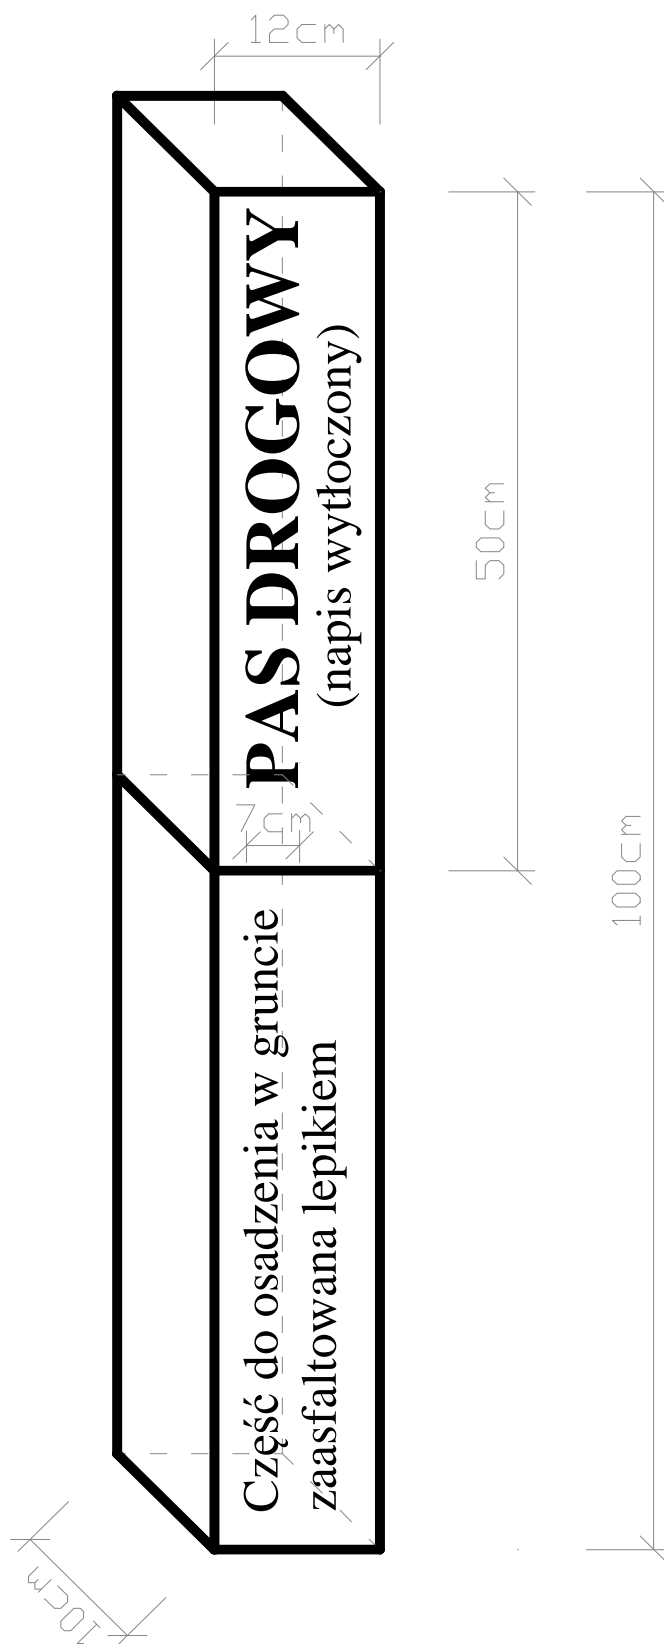 12cm
PAS DROGOWY
(napis wytłoczony)
50cm
100cm
7cm
Część do osadzenia w gruncie
zaasfaltowana lepikiem
10cm